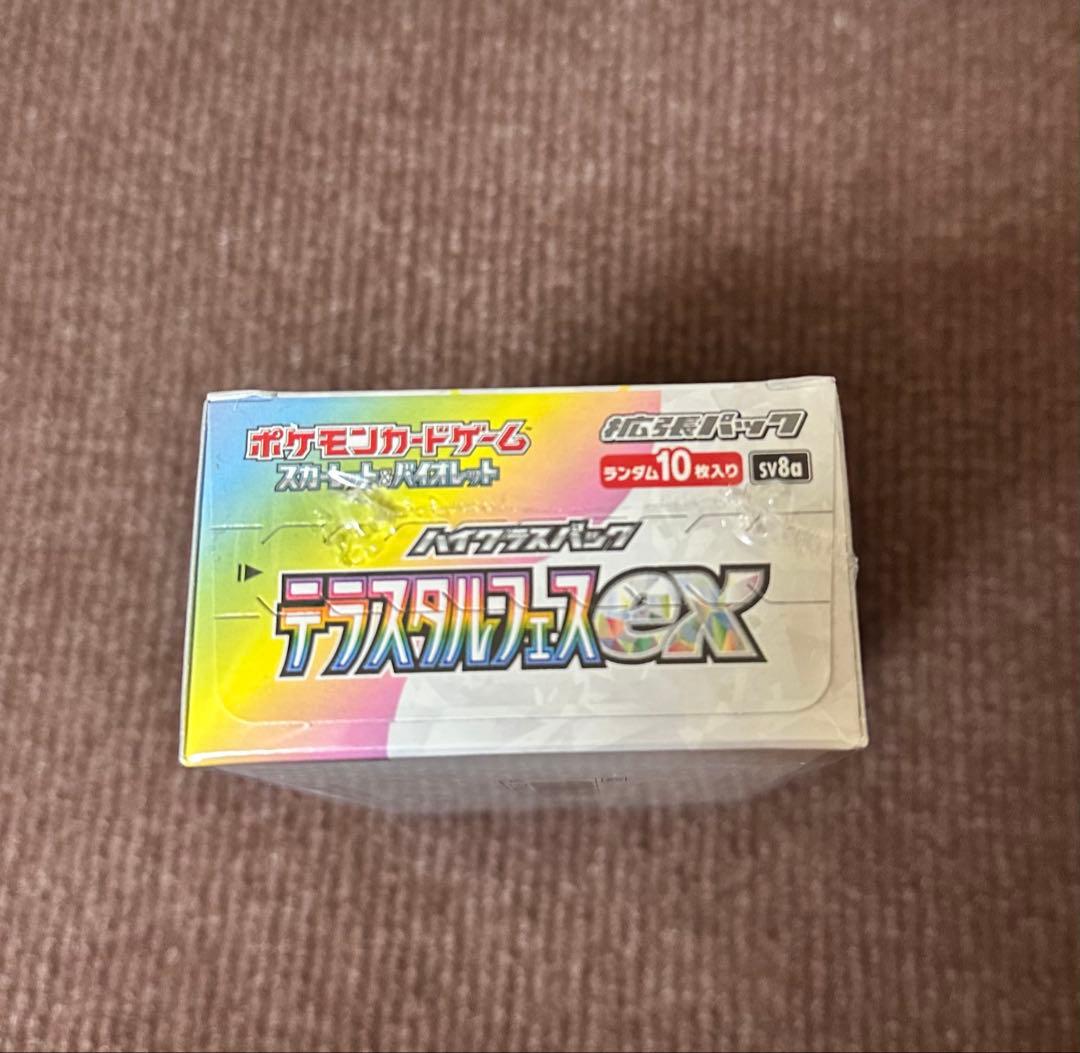 ポケモンカードゲーム
スカーレット&バイオレット
拡張パック
ランダム10枚入り
sv8a
ハイクラスパック
テラスタルフェスex